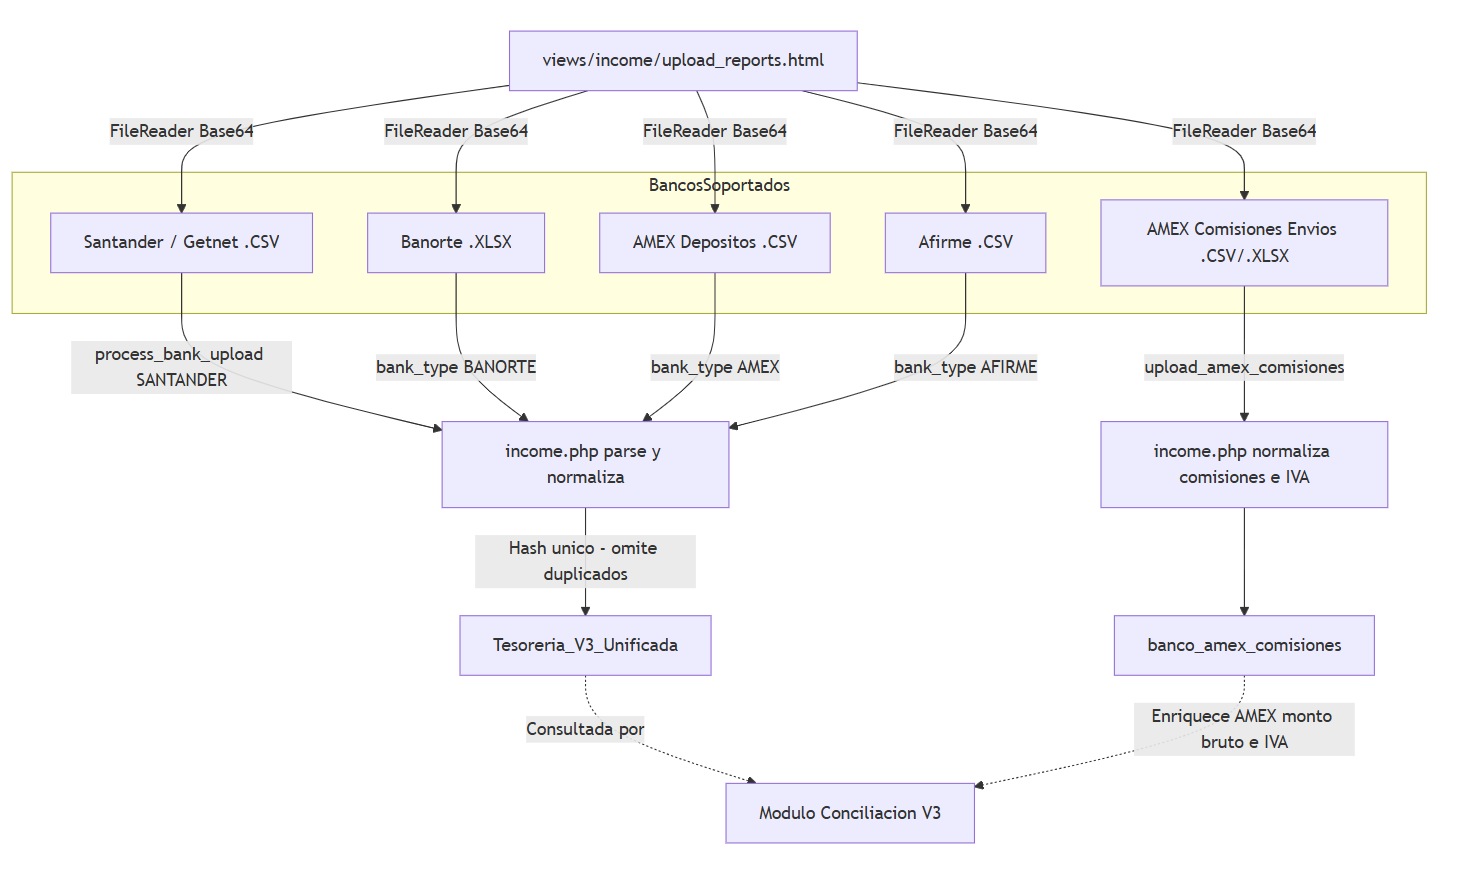 views/income/upload_reports.html
FileReader Base64
FileReader Base64
FileReader Base64
FileReader Base64
FileReader Base64
BancosSoportados
Santander / Getnet .CSV
Banorte .XLSX
AMEX Depositos .CSV
Afirme .CSV
AMEX Comisiones Envios
.CSV/.XLSX
process_bank_upload
SANTANDER
bank_type BANORTE
bank_type AMEX
bank_type AFIRME
upload_amex_comisiones
income.php parse y
normaliza
income.php normaliza
comisiones e IVA
Hash unico - omite
duplicados
Tesoreria_V3_Unificada
banco_amex_comisiones
Consultada por
Enriquece AMEX monto
bruto e IVA
Modulo Conciliacion V3